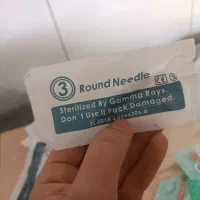 3 Round Needle CE
Sterilized By Gamma Rays.
Don't Use If Pack Damaged.